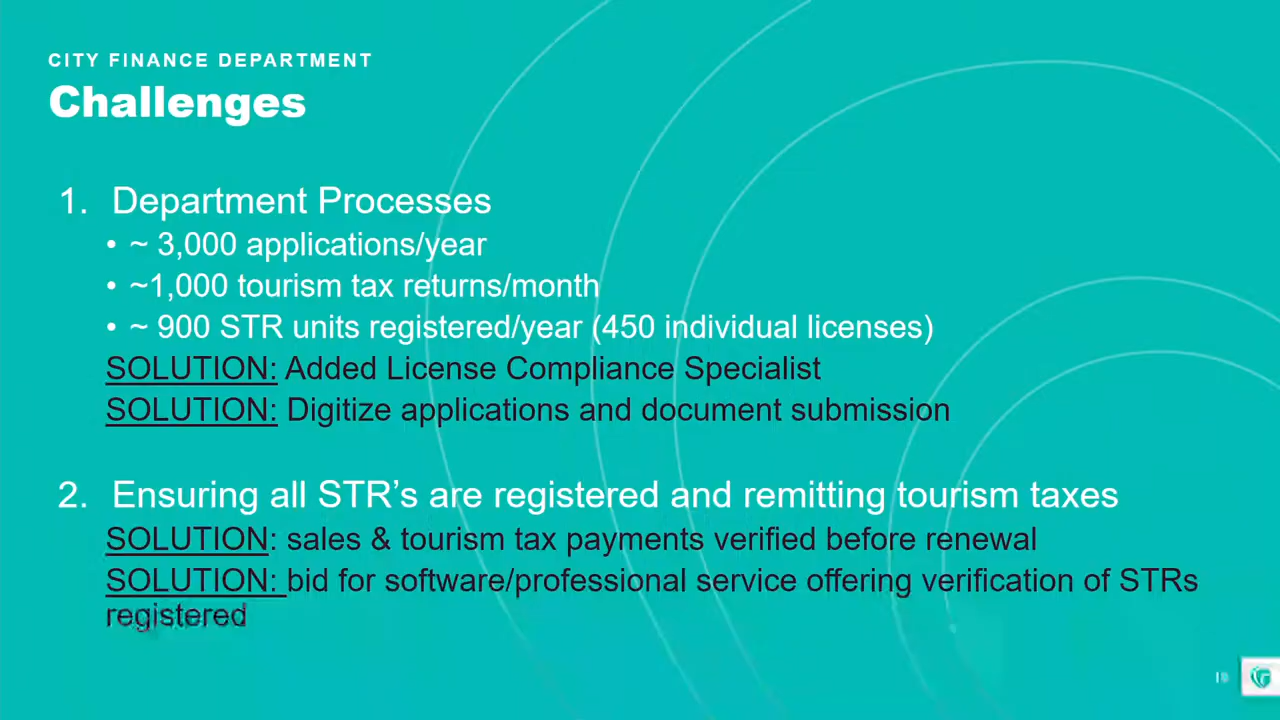 CITY FINANCE DEPARTMENT
Challenges
1. Department Processes
• ~ 3,000 applications/year
• ~1,000 tourism tax returns/month
• ~ 900 STR units registered/year (450 individual licenses)
SOLUTION: Added License Compliance Specialist
SOLUTION: Digitize applications and document submission
2. Ensuring all STR’s are registered and remitting tourism taxes
SOLUTION: sales & tourism tax payments verified before renewal
SOLUTION: bid for software/professional service offering verification of STRs
registered